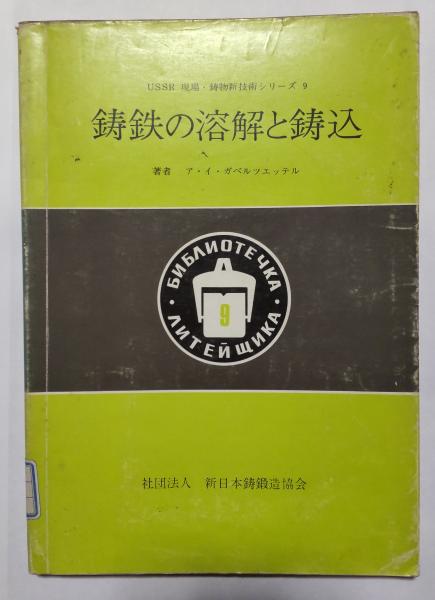 USSR 現場・鋳物新技術シリーズ 9
鋳鉄の溶解と鋳込
著者 ア・イ・ガベルツエッテル
БИБЛИОТЕЧКА
9
ЛИТЕЙЩИКА
社団法人 新日本鋳鍛造協会